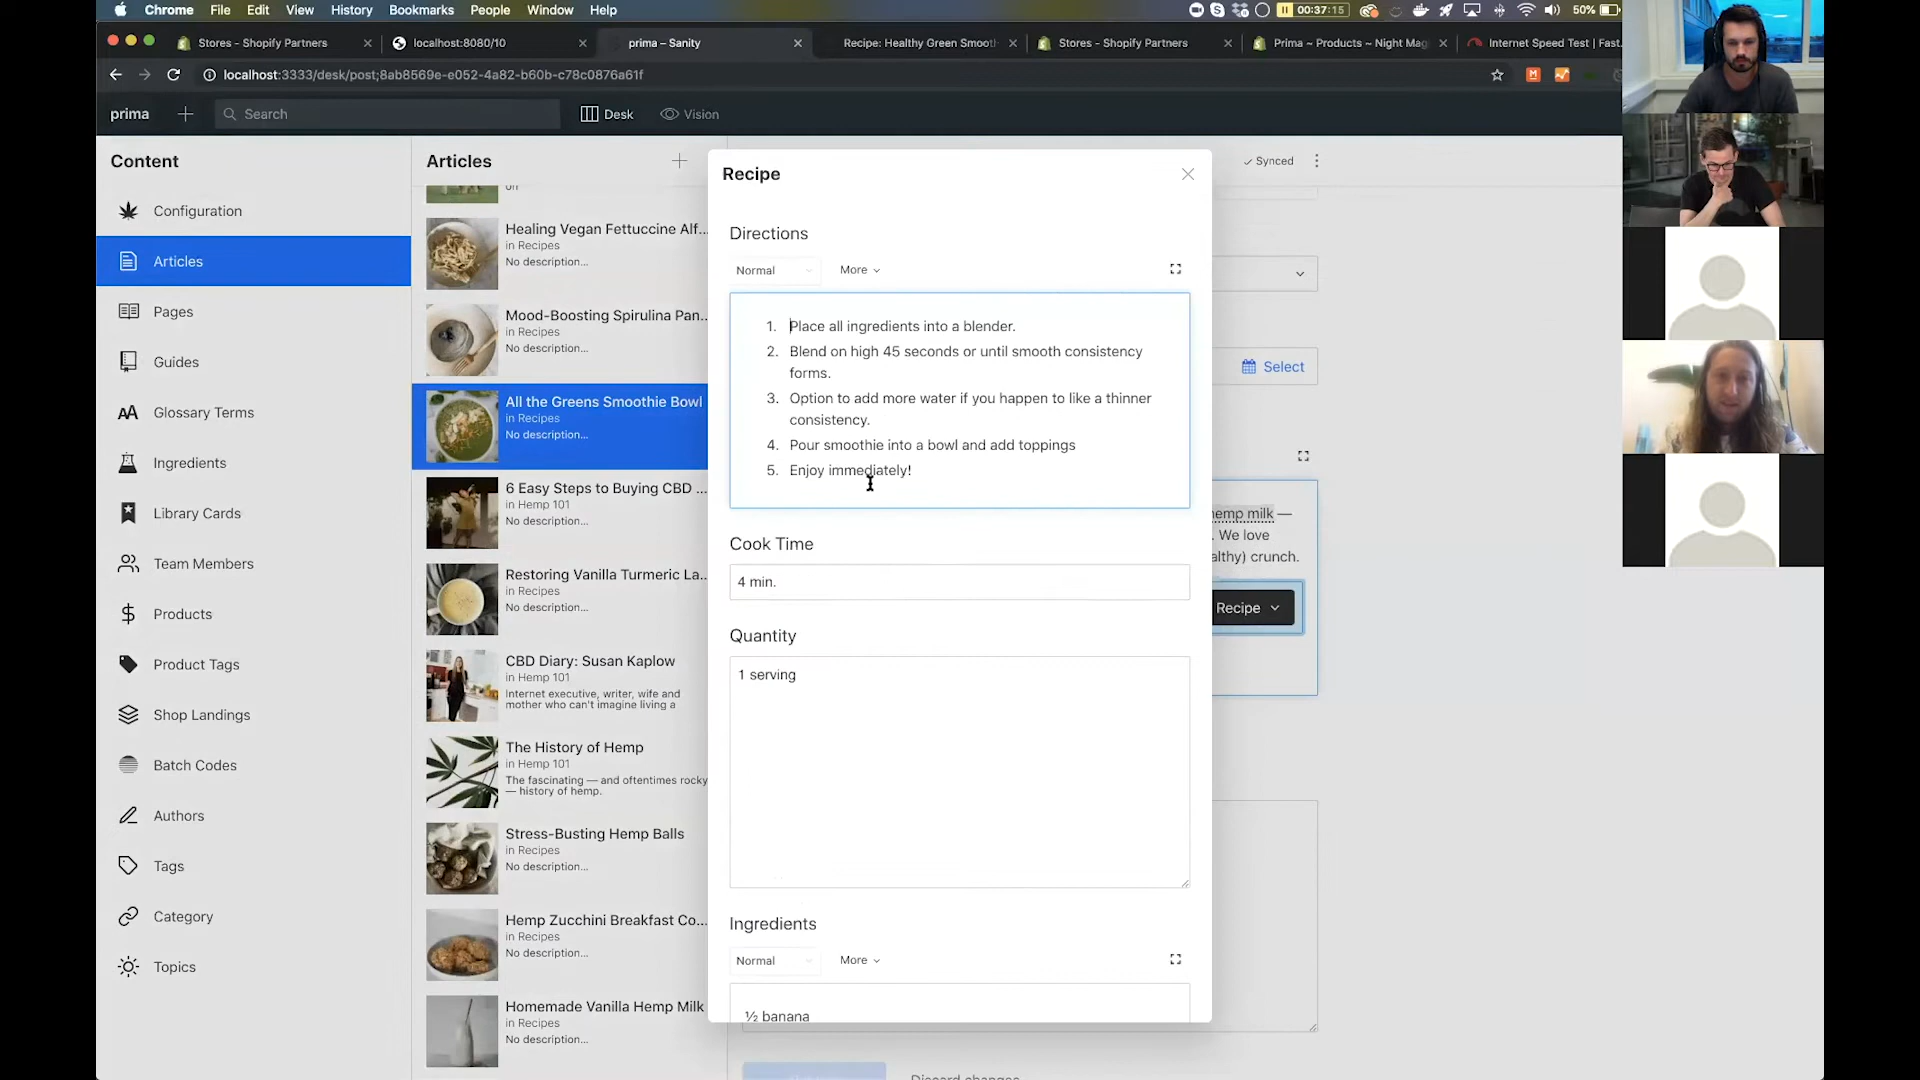 Chrome File Edit View History Bookmarks People Window Help
00:37:15
50%
Stores - Shopify Partners
localhost:8080/10
prima – Sanity
Recipe: Healthy Green Smooth
Stores - Shopify Partners
Prima ~ Products ~ Night Mag
Internet Speed Test | Fast.
localhost:3333/desk/post;8ab8569e-e052-4a82-b60b-c78c0876a61f
prima
Search
Desk
Vision
Content
Configuration
Articles
Pages
Guides
Glossary Terms
Ingredients
Library Cards
Team Members
Products
Product Tags
Shop Landings
Batch Codes
Authors
Tags
Category
Topics
Articles
on
Healing Vegan Fettuccine Alf...
in Recipes
No description...
Mood-Boosting Spirulina Pan...
in Recipes
No description...
All the Greens Smoothie Bowl
in Recipes
No description...
6 Easy Steps to Buying CBD ...
in Hemp 101
No description...
Restoring Vanilla Turmeric La...
in Recipes
No description...
CBD Diary: Susan Kaplow
in Hemp 101
Internet executive, writer, wife and
mother who can't imagine living a
The History of Hemp
in Hemp 101
The fascinating — and oftentimes rocky
— history of hemp.
Stress-Busting Hemp Balls
in Recipes
No description...
Hemp Zucchini Breakfast Co...
in Recipes
No description...
Homemade Vanilla Hemp Milk
in Recipes
No description...
Recipe
Directions
Normal
More
1. Place all ingredients into a blender.
2. Blend on high 45 seconds or until smooth consistency
forms.
3. Option to add more water if you happen to like a thinner
consistency.
4. Pour smoothie into a bowl and add toppings
5. Enjoy immediately!
Cook Time
4 min.
Quantity
1 serving
Ingredients
Normal
More
½ banana
Synced
Select
hemp milk —
. We love
althy) crunch.
Recipe
Discard changes